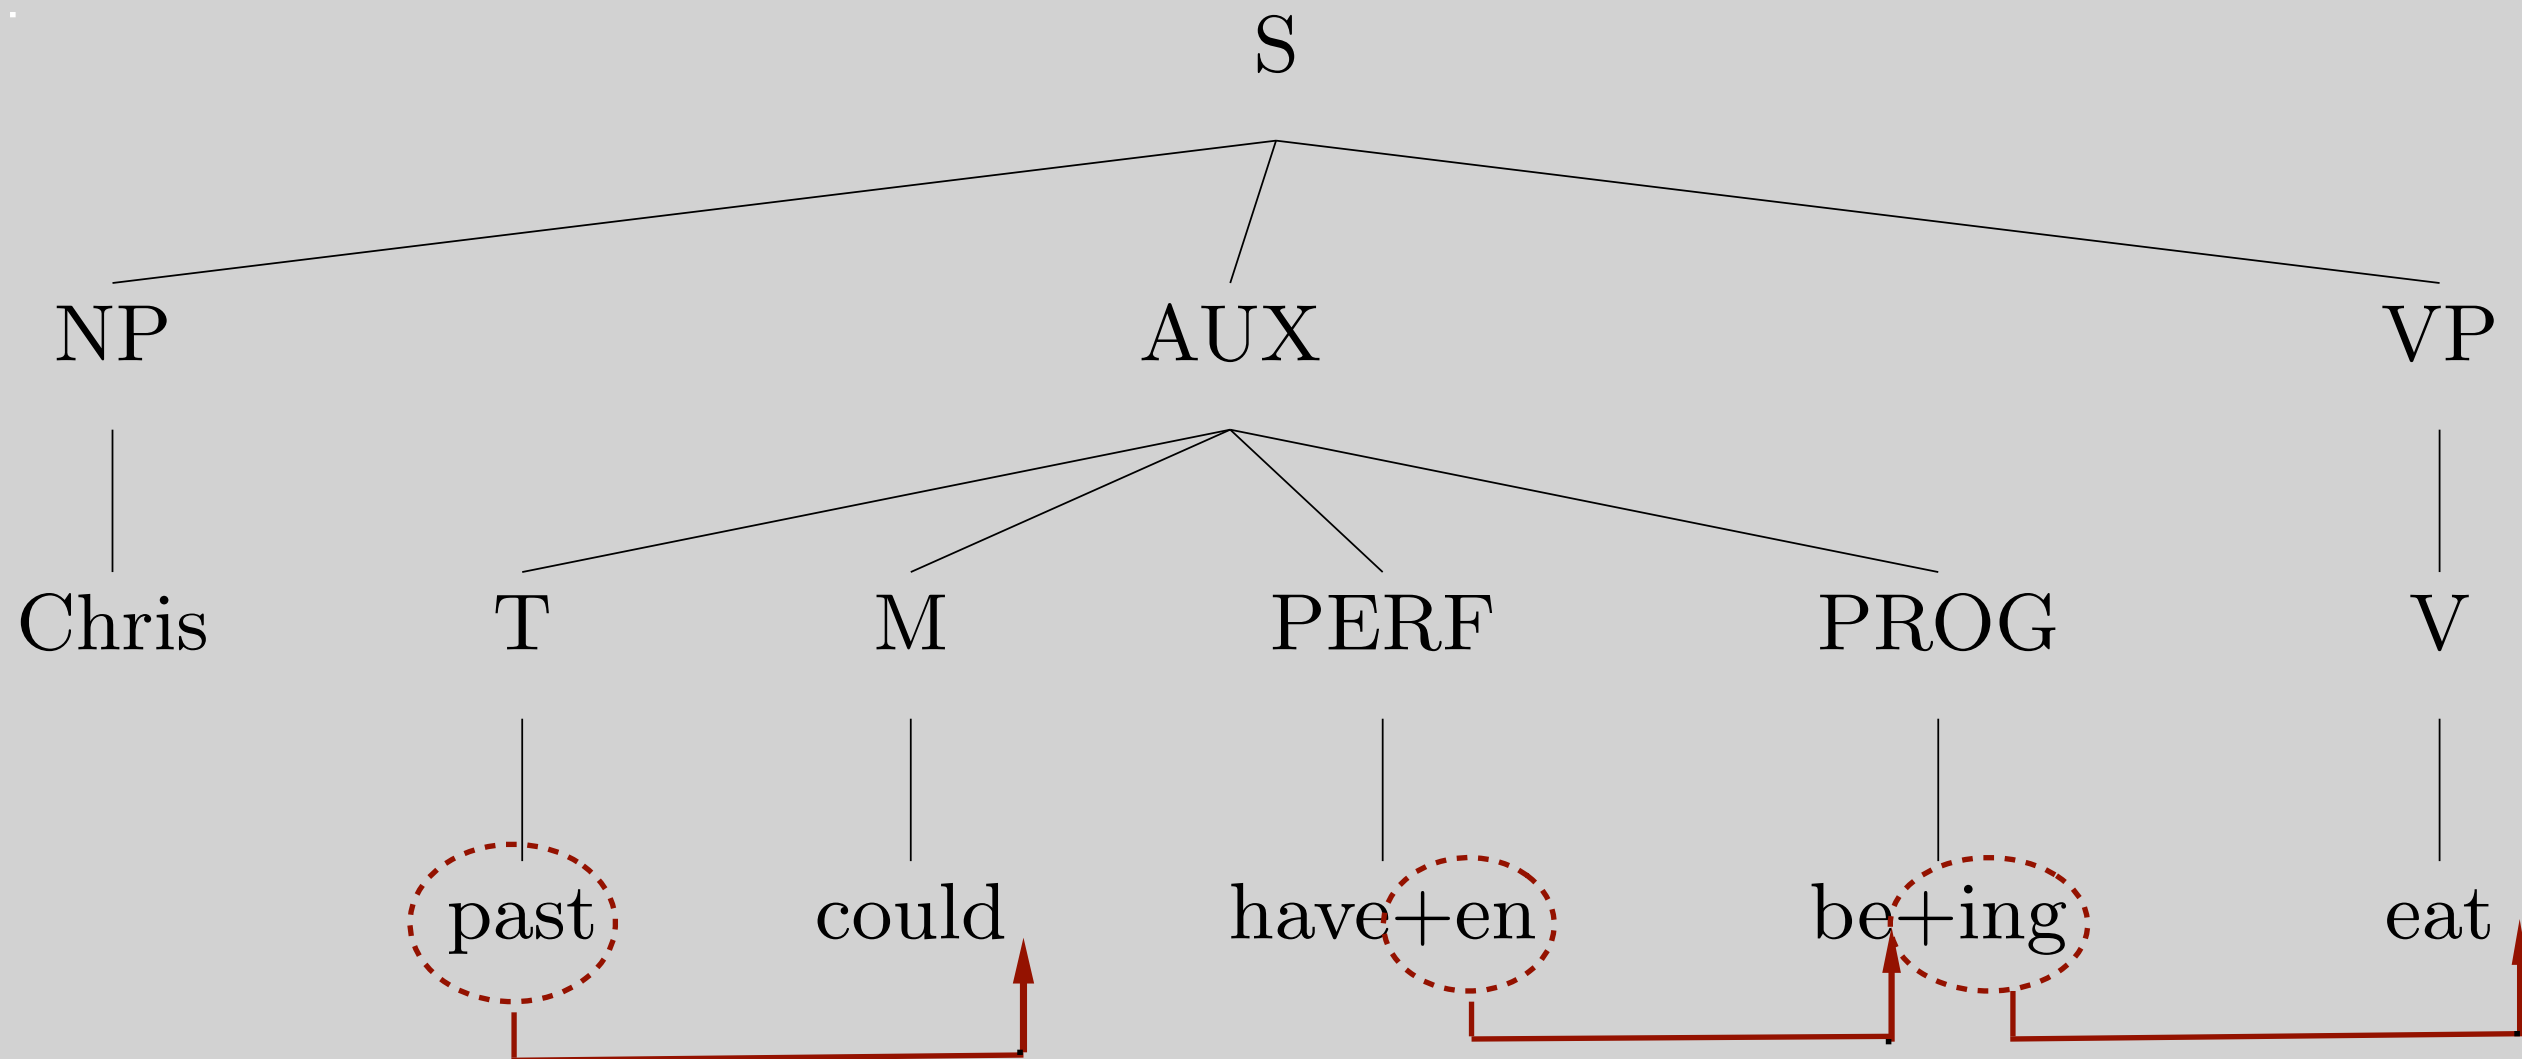 S
NP AUX VP
Chris T M PERF PROG V
past could have+en be+ing eat